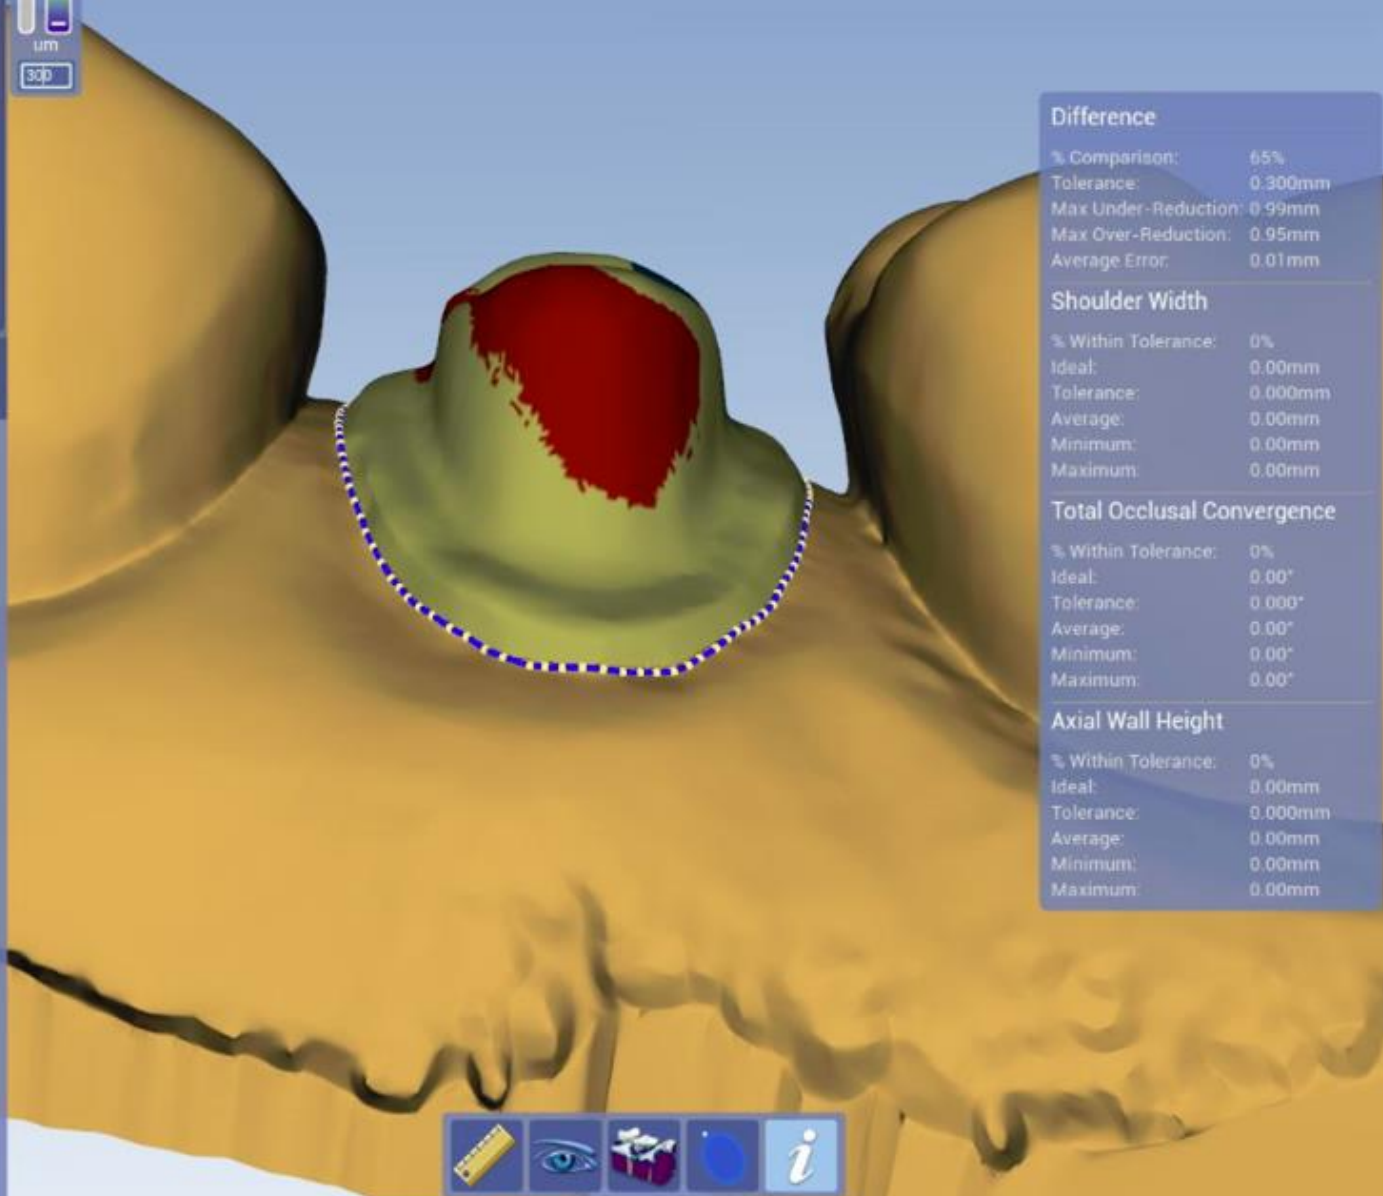 um
300
Difference
% Comparison: 65%
Tolerance: 0.300mm
Max Under-Reduction: 0.99mm
Max Over-Reduction: 0.95mm
Average Error: 0.01mm
Shoulder Width
% Within Tolerance: 0%
Ideal: 0.00mm
Tolerance: 0.000mm
Average: 0.00mm
Minimum: 0.00mm
Maximum: 0.00mm
Total Occlusal Convergence
% Within Tolerance: 0%
Ideal: 0.00°
Tolerance: 0.000°
Average: 0.00°
Minimum: 0.00°
Maximum: 0.00°
Axial Wall Height
% Within Tolerance: 0%
Ideal: 0.00mm
Tolerance: 0.000mm
Average: 0.00mm
Minimum: 0.00mm
Maximum: 0.00mm
i